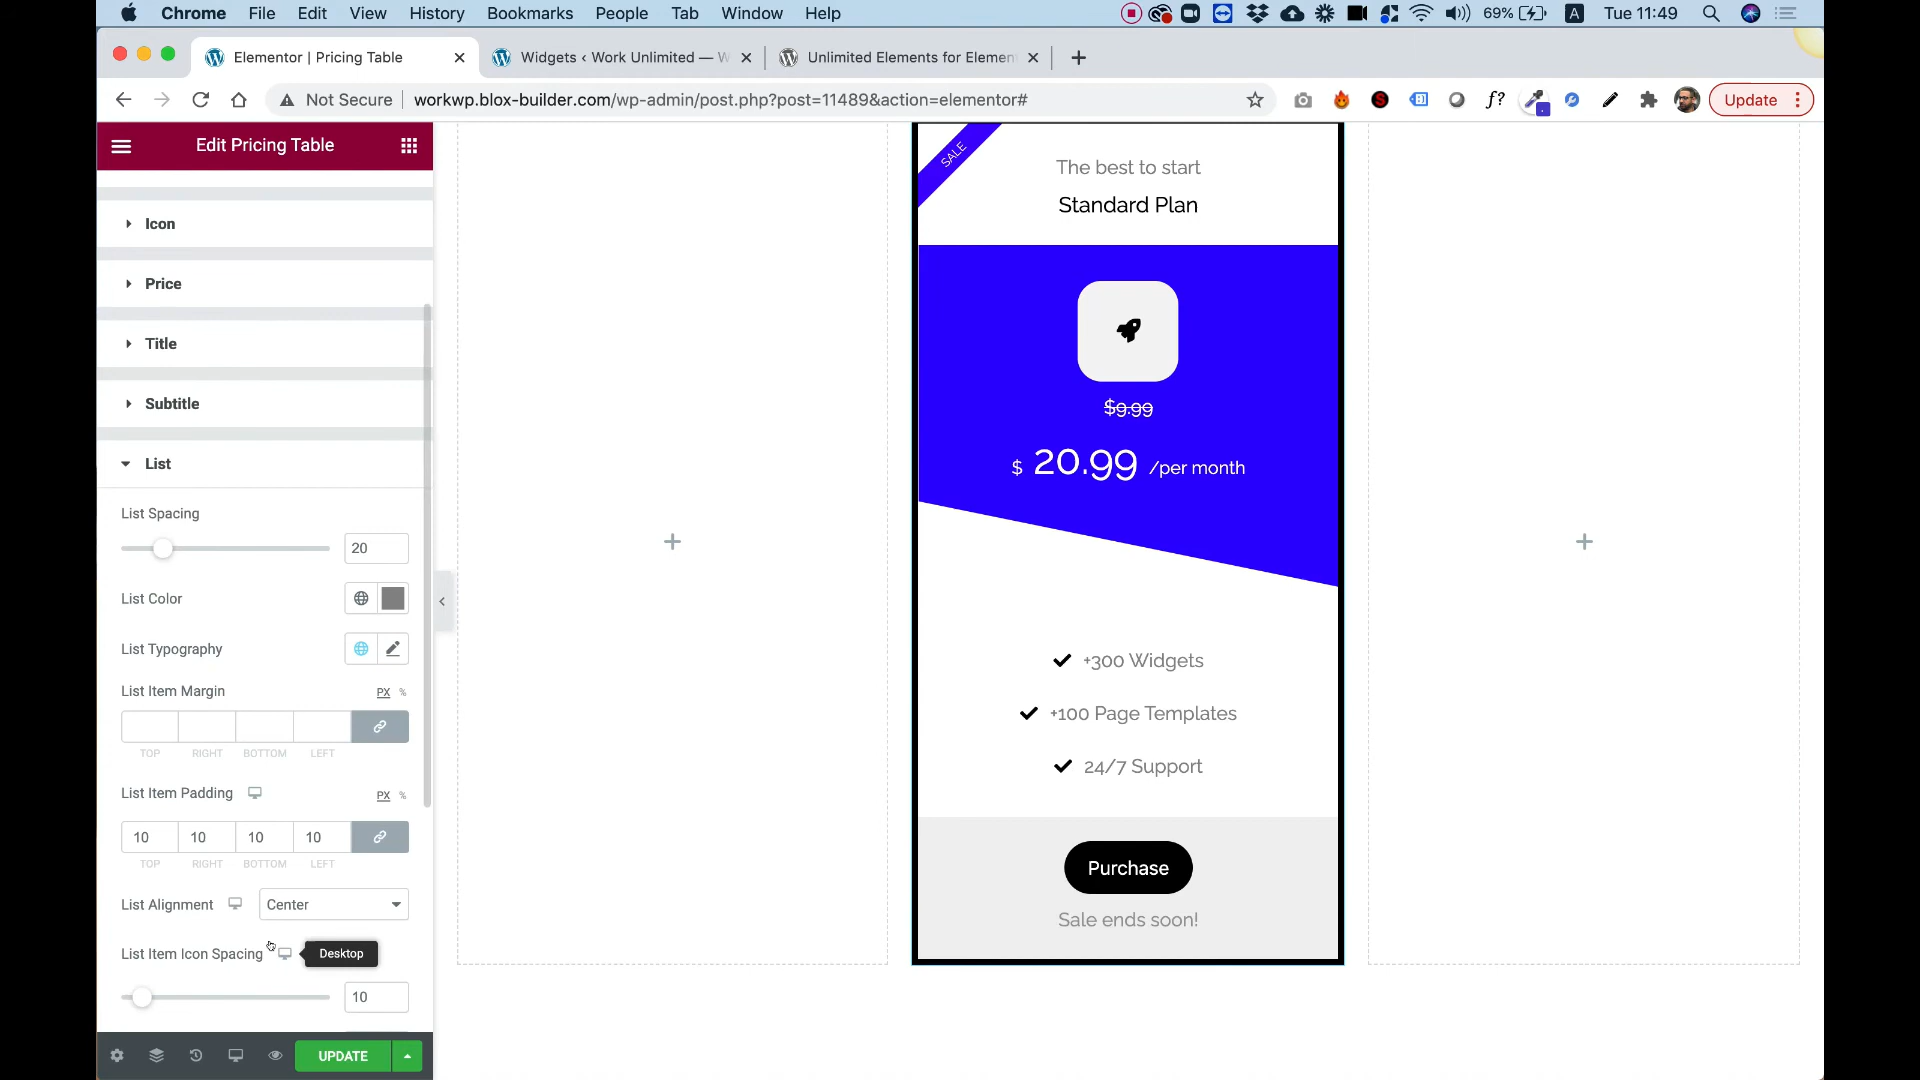 Chrome File Edit View History Bookmarks People Tab Window Help 69% A Tue 11:49
Elementor | Pricing Table
Widgets ‹ Work Unlimited — W
Unlimited Elements for Elemen
Not Secure workwp.blox-builder.com/wp-admin/post.php?post=11489&action=elementor# f? Update
Edit Pricing Table
Icon
Price
Title
Subtitle
List
List Spacing
20
List Color
List Typography
List Item Margin PX %
TOP RIGHT BOTTOM LEFT
List Item Padding PX %
10 10 10 10
TOP RIGHT BOTTOM LEFT
List Alignment Center
List Item Icon Spacing Desktop
10
UPDATE
SALE
The best to start
Standard Plan
$9.99
$ 20.99 /per month
+300 Widgets
+100 Page Templates
24/7 Support
Purchase
Sale ends soon!